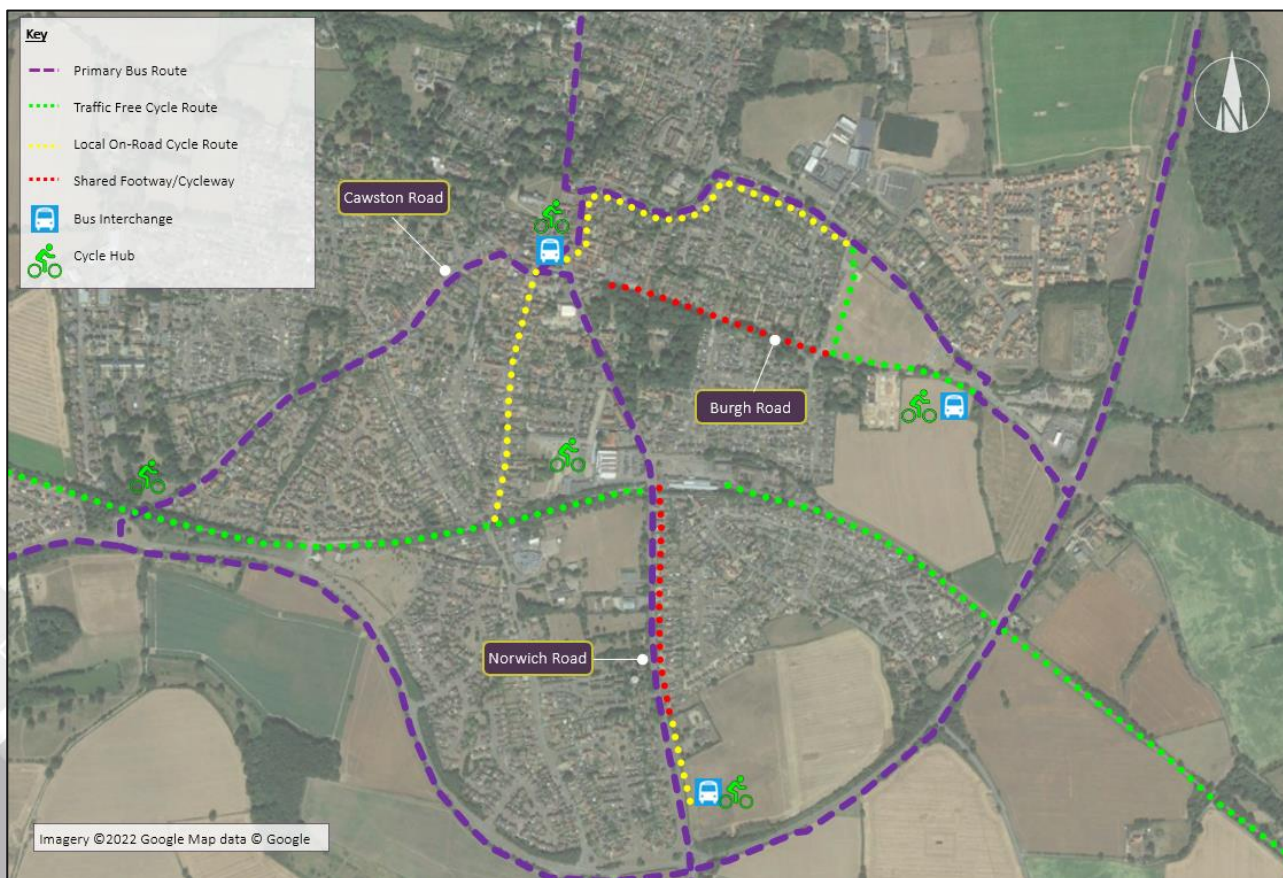 Key
Primary Bus Route
Traffic Free Cycle Route
Local On-Road Cycle Route
Shared Footway/Cycleway
Bus Interchange
Cycle Hub
N
Cawston Road
Burgh Road
Norwich Road
Imagery ©2022 Google Map data © Google